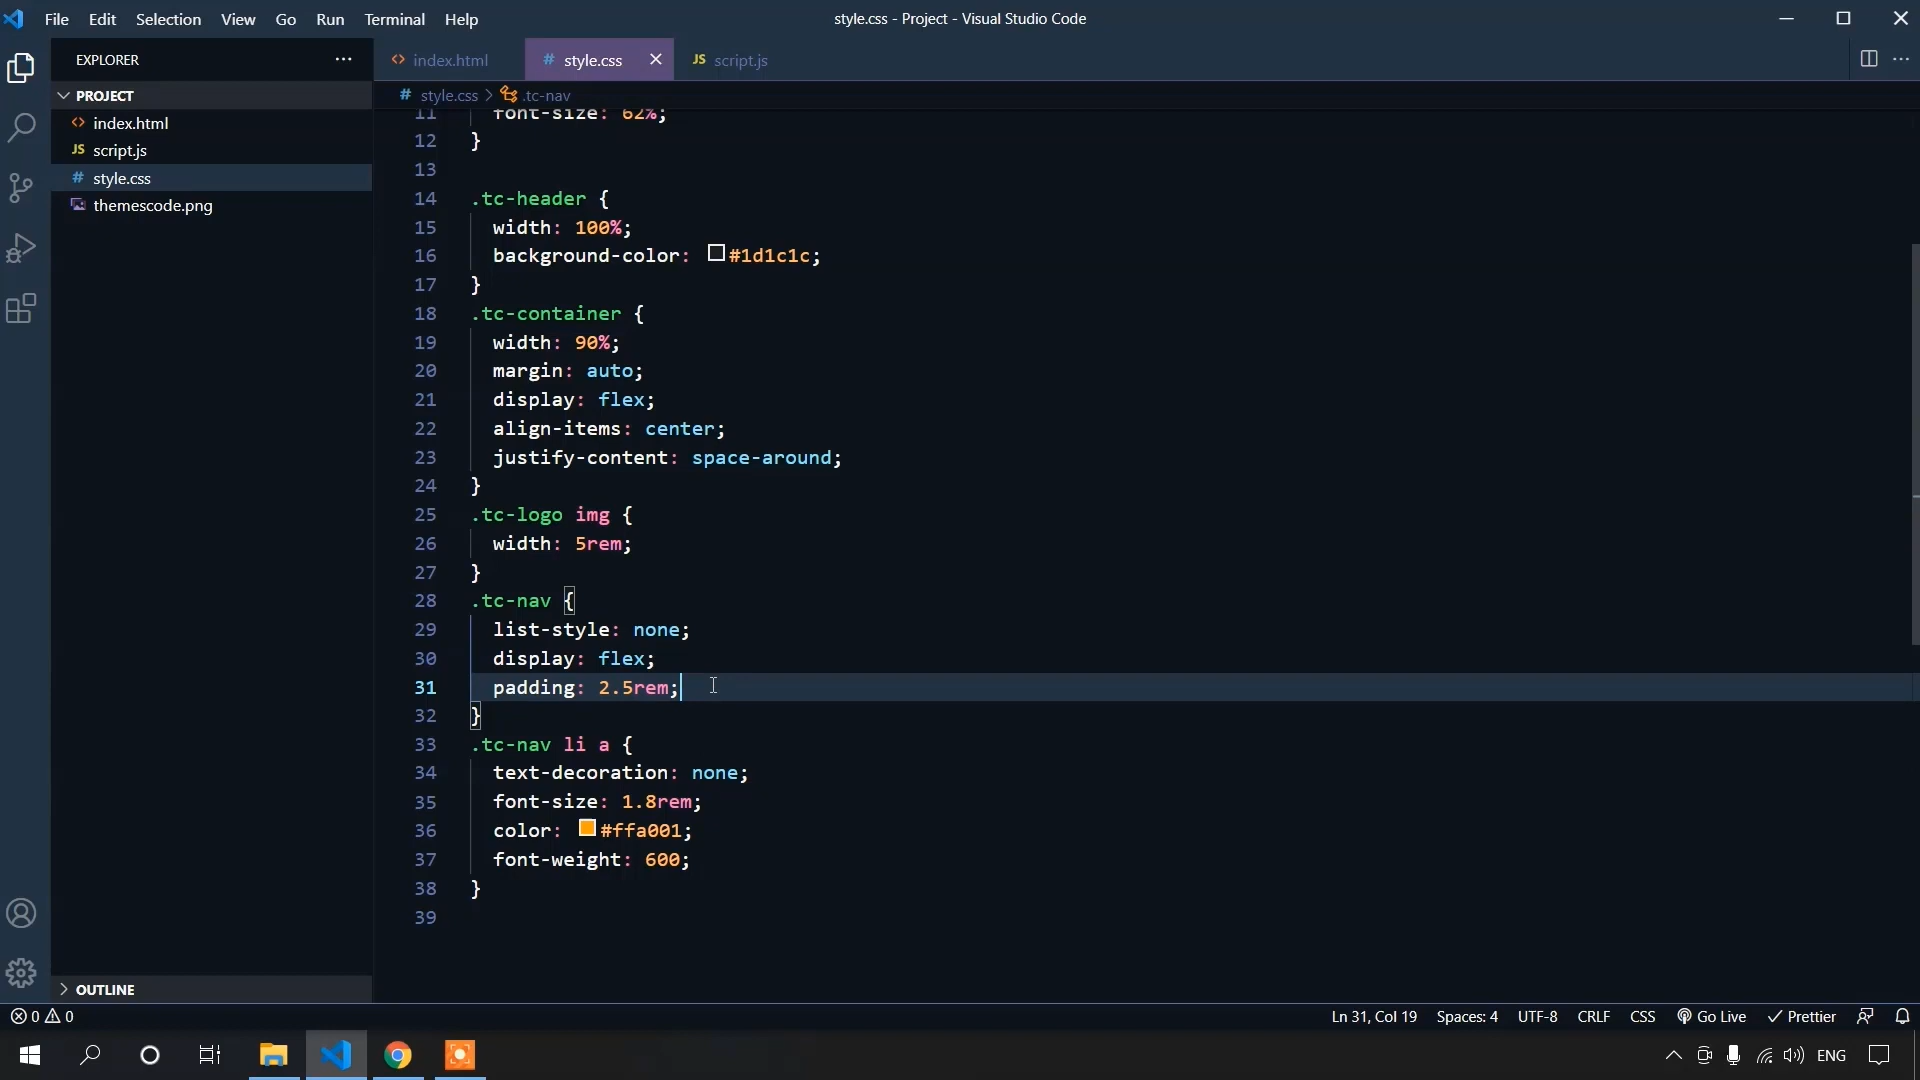 File Edit Selection View Go Run Terminal Help
style.css - Project - Visual Studio Code
EXPLORER
PROJECT
index.html
JS script.js
# style.css
themescode.png
OUTLINE
index.html
# style.css
JS script.js
# style.css > .tc-nav
11 font-size: 62%;
12 }
13
14 .tc-header {
15 width: 100%;
16 background-color: #1d1c1c;
17 }
18 .tc-container {
19 width: 90%;
20 margin: auto;
21 display: flex;
22 align-items: center;
23 justify-content: space-around;
24 }
25 .tc-logo img {
26 width: 5rem;
27 }
28 .tc-nav {
29 list-style: none;
30 display: flex;
31 padding: 2.5rem;
32 }
33 .tc-nav li a {
34 text-decoration: none;
35 font-size: 1.8rem;
36 color: #ffa001;
37 font-weight: 600;
38 }
39
0 0
Ln 31, Col 19 Spaces: 4 UTF-8 CRLF CSS Go Live Prettier
ENG